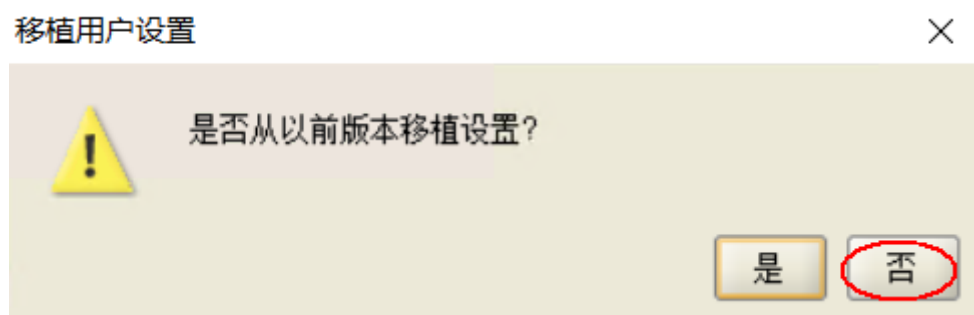 移植用户设置
是否从以前版本移植设置?
是 否